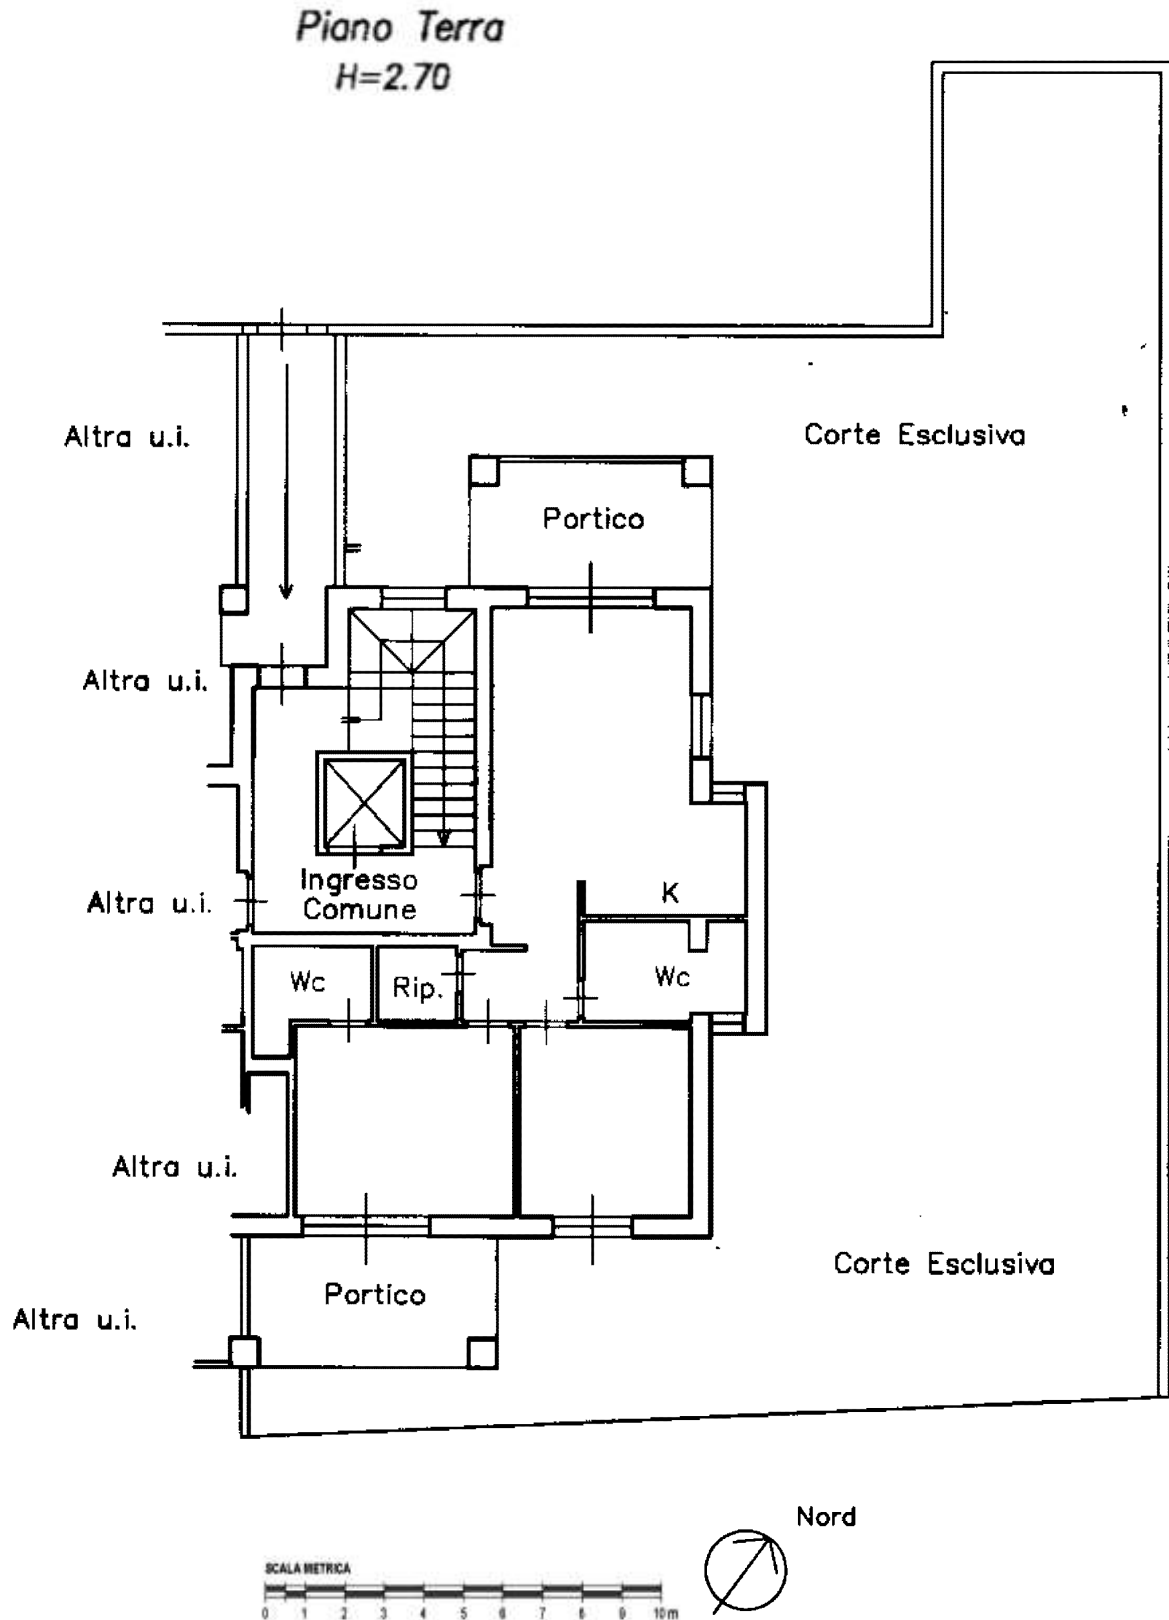 Piano Terra
H=2.70
Altra u.i.
Corte Esclusiva
Portico
Altra u.i.
Ingresso
Comune
Altra u.i.
K
Wc
Rip.
Wc
Altra u.i.
Corte Esclusiva
Portico
Altra u.i.
Nord
SCALA METRICA
0 1 2 3 4 5 6 7 8 9 10m